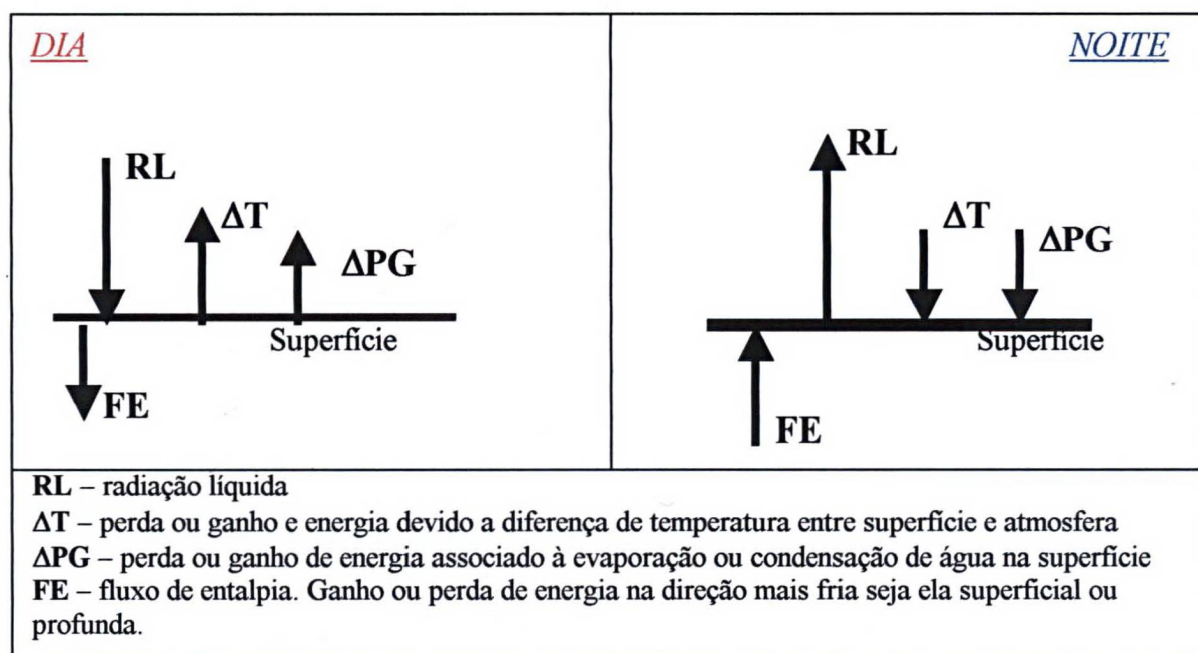 DIA
NOITE
RL
ΔT
ΔPG
Superfície
FE
RL
ΔT
ΔPG
Superfície
FE
RL – radiação líquida
ΔT – perda ou ganho e energia devido a diferença de temperatura entre superfície e atmosfera
ΔPG – perda ou ganho de energia associado à evaporação ou condensação de água na superfície
FE – fluxo de entalpia. Ganho ou perda de energia na direção mais fria seja ela superficial ou
profunda.